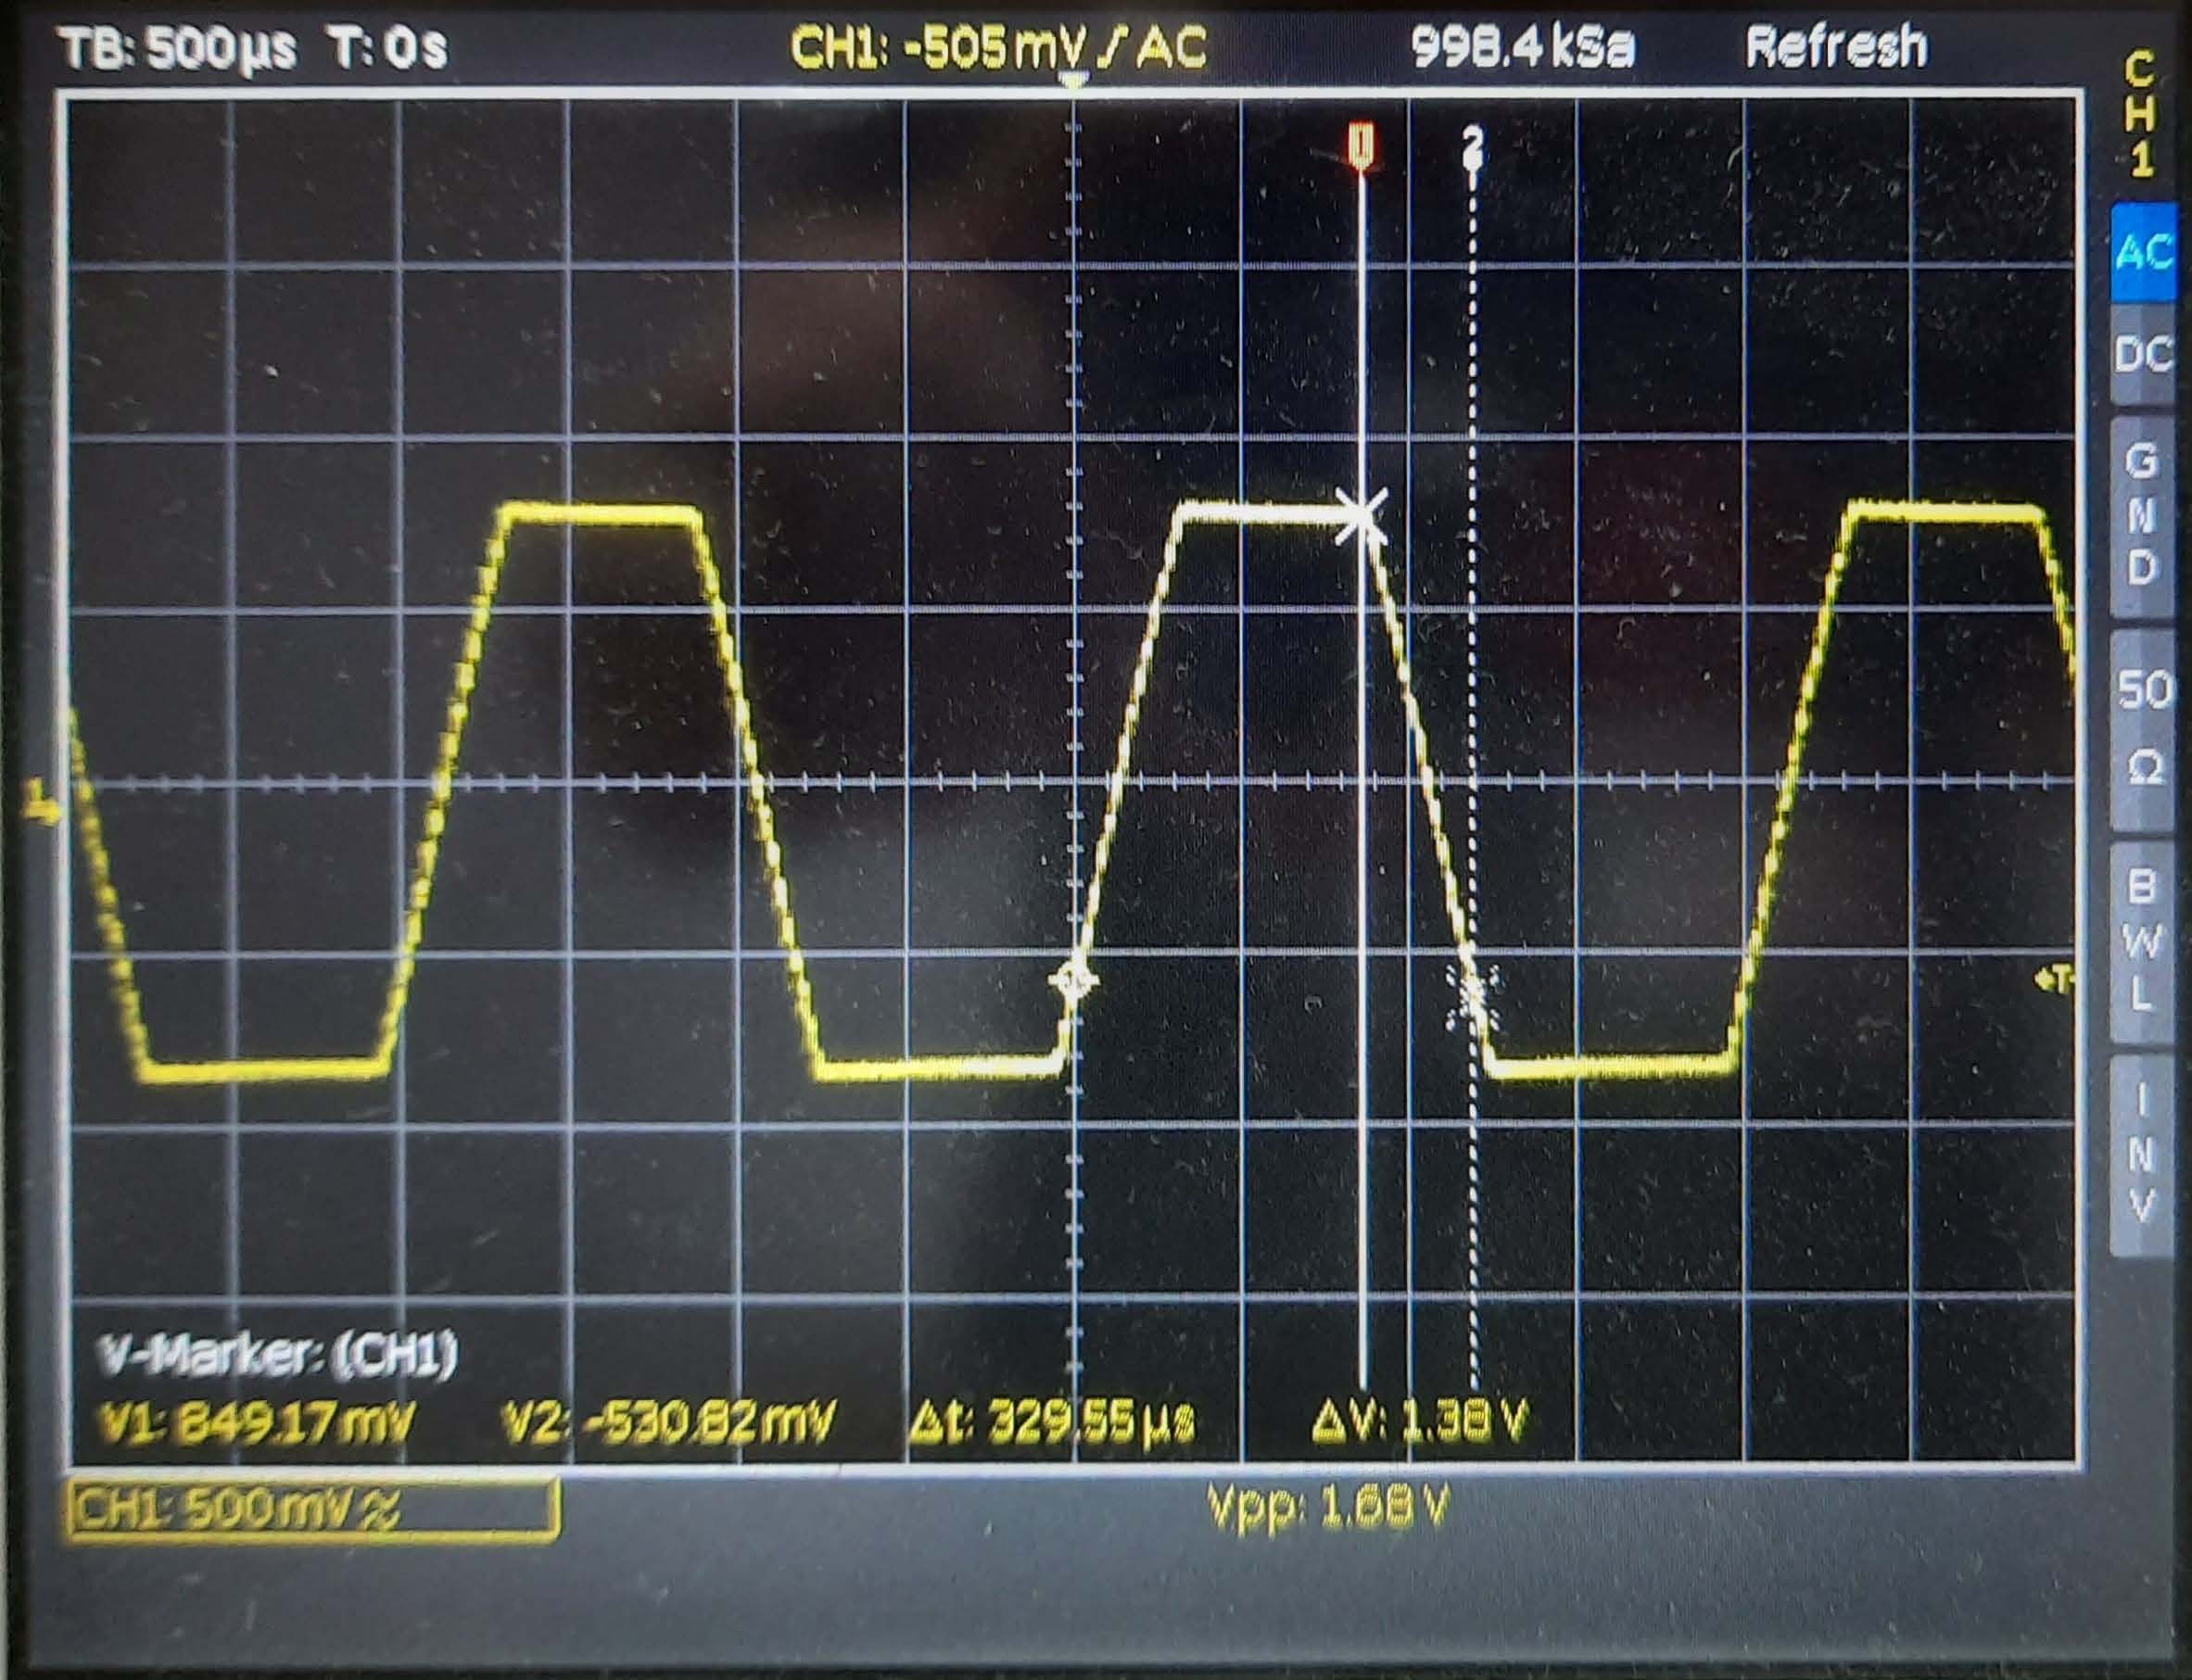 TB: 500µs T: 0s CH1: -505mV / AC 998.4kSa Refresh
CH1
1 2
AC
DC
GND
50
Ω
BWL
INV
T
V-Marker: (CH1)
V1: 849.17mV V2: -530.82mV Δt: 329.55µs ΔV: 1.38V
CH1: 500mV Vpp: 1.68V